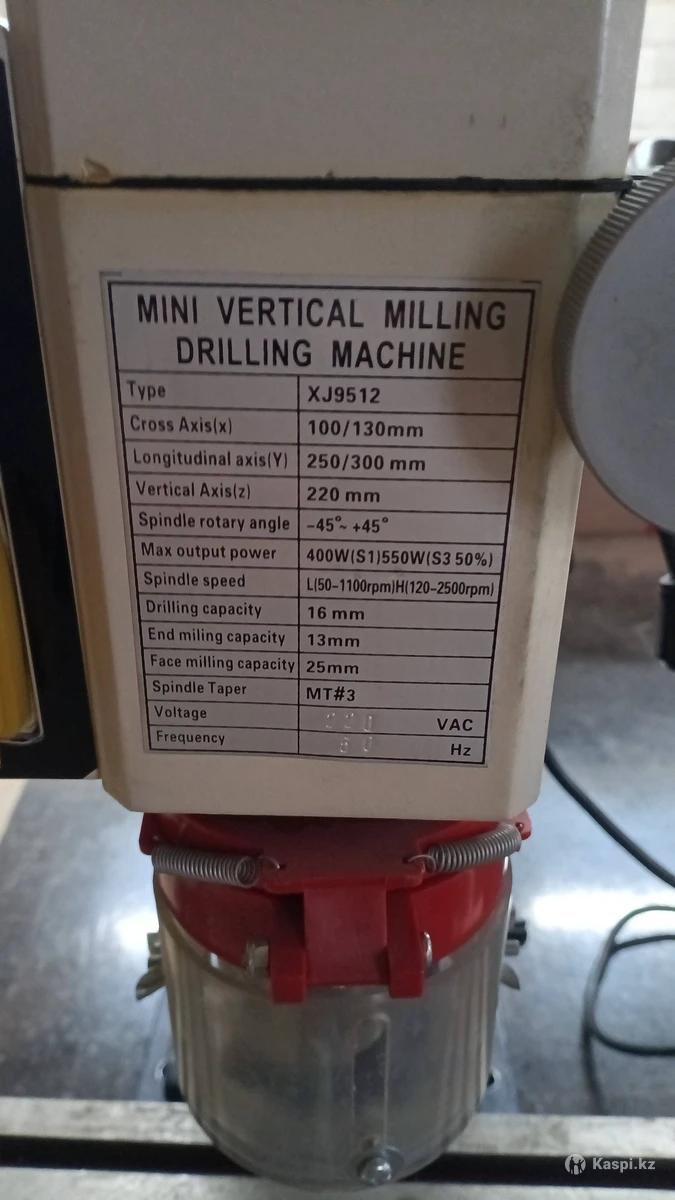 MINI VERTICAL MILLING
DRILLING MACHINE
Type XJ9512
Cross Axis(x) 100/130mm
Longitudinal axis(Y) 250/300 mm
Vertical Axis(z) 220 mm
Spindle rotary angle -45°~ +45°
Max output power 400W(S1)550W(S3 50%)
Spindle speed L(50-1100rpm)H(120-2500rpm)
Drilling capacity 16 mm
End miling capacity 13mm
Face milling capacity 25mm
Spindle Taper MT#3
Voltage 220 VAC
Frequency Hz
Kaspi.kz